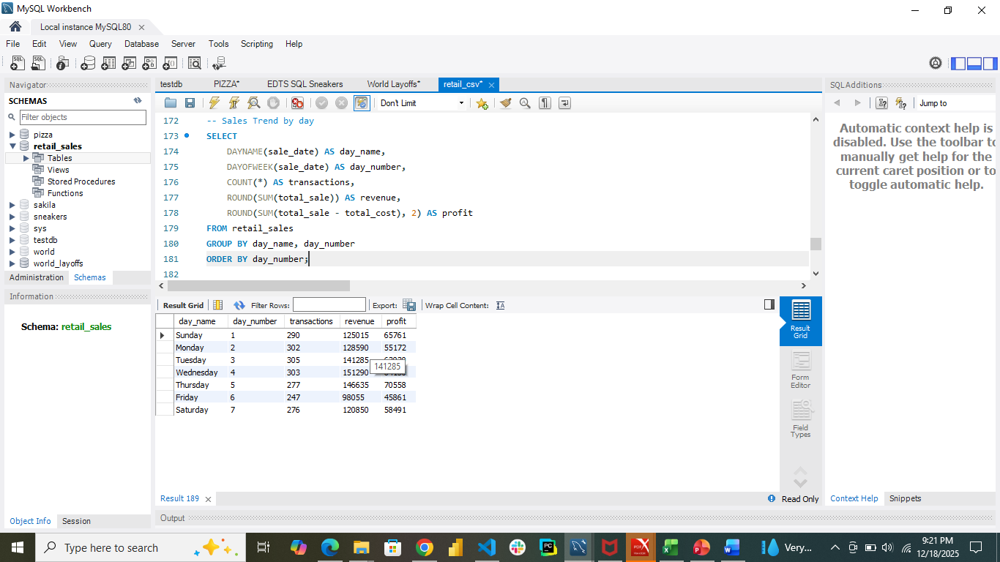 MySQL Workbench
Local instance MySQL80
File Edit View Query Database Server Tools Scripting Help
Navigator
SCHEMAS
Filter objects
pizza
retail_sales
Tables
Views
Stored Procedures
Functions
sakila
sneakers
sys
testdb
world
world_layoffs
Administration Schemas
Information
Schema: retail_sales
Object Info Session
testdb PIZZA* EDTS SQL Sneakers World Layoffs* retail_csv*
Don't Limit
172 -- Sales Trend by day
173 SELECT
174 DAYNAME(sale_date) AS day_name,
175 DAYOFWEEK(sale_date) AS day_number,
176 COUNT(*) AS transactions,
177 ROUND(SUM(total_sale)) AS revenue,
178 ROUND(SUM(total_sale - total_cost), 2) AS profit
179 FROM retail_sales
180 GROUP BY day_name, day_number
181 ORDER BY day_number;
182
Result Grid Filter Rows: Export: Wrap Cell Content:
day_name day_number transactions revenue profit
Sunday 1 290 125015 65761
Monday 2 302 128590 55172
Tuesday 3 305 141285
141285
Wednesday 4 303 151290
Thursday 5 277 146635 70558
Friday 6 247 98055 45861
Saturday 7 276 120850 58491
Result Grid
Form Editor
Field Types
Result 189
Read Only
Output
SQLAdditions
Jump to
Automatic context help is
disabled. Use the toolbar to
manually get help for the
current caret position or to
toggle automatic help.
Context Help Snippets
Type here to search
Very...
9:21 PM
12/18/2025